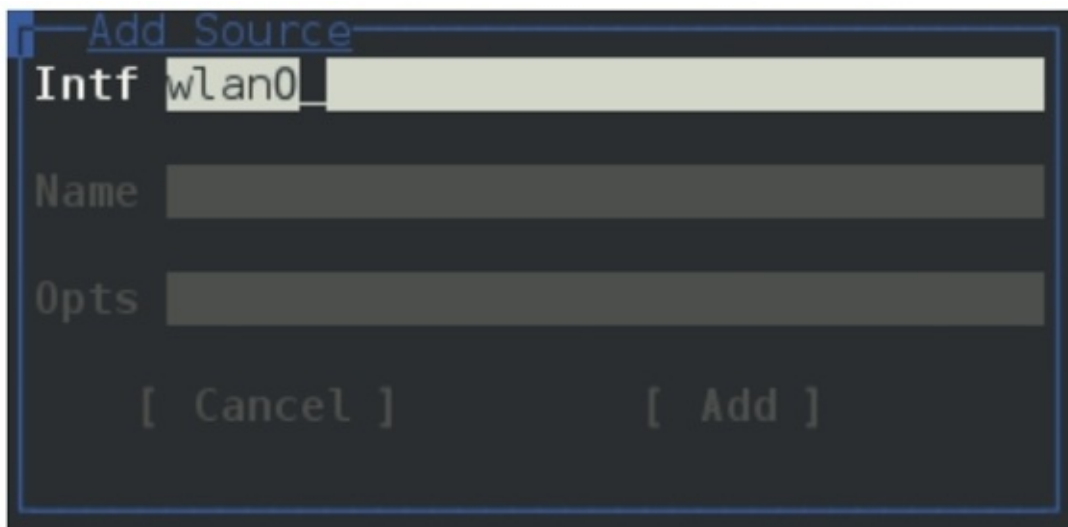 Add Source
Intf wlan0_
Name
Opts
[ Cancel ] [ Add ]